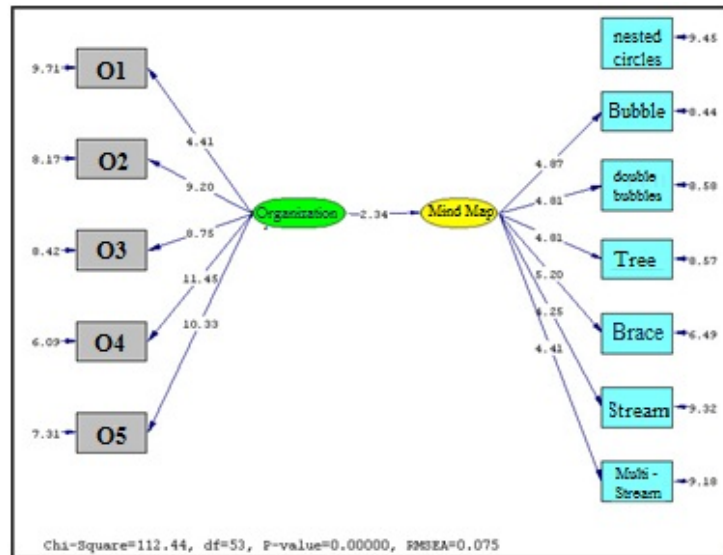 9.71
O1
8.17
O2
8.42
O3
6.09
O4
7.31
O5
4.41
9.20
8.75
11.45
10.33
Organization
2.34
Mind Map
4.87
4.81
4.81
5.20
4.25
4.41
nested
circles
9.45
Bubble
8.44
double
bubbles
8.58
Tree
8.57
Brace
6.49
Stream
9.32
Multi -
Stream
9.18
Chi-Square=112.44, df=53, P-value=0.00000, RMSEA=0.075